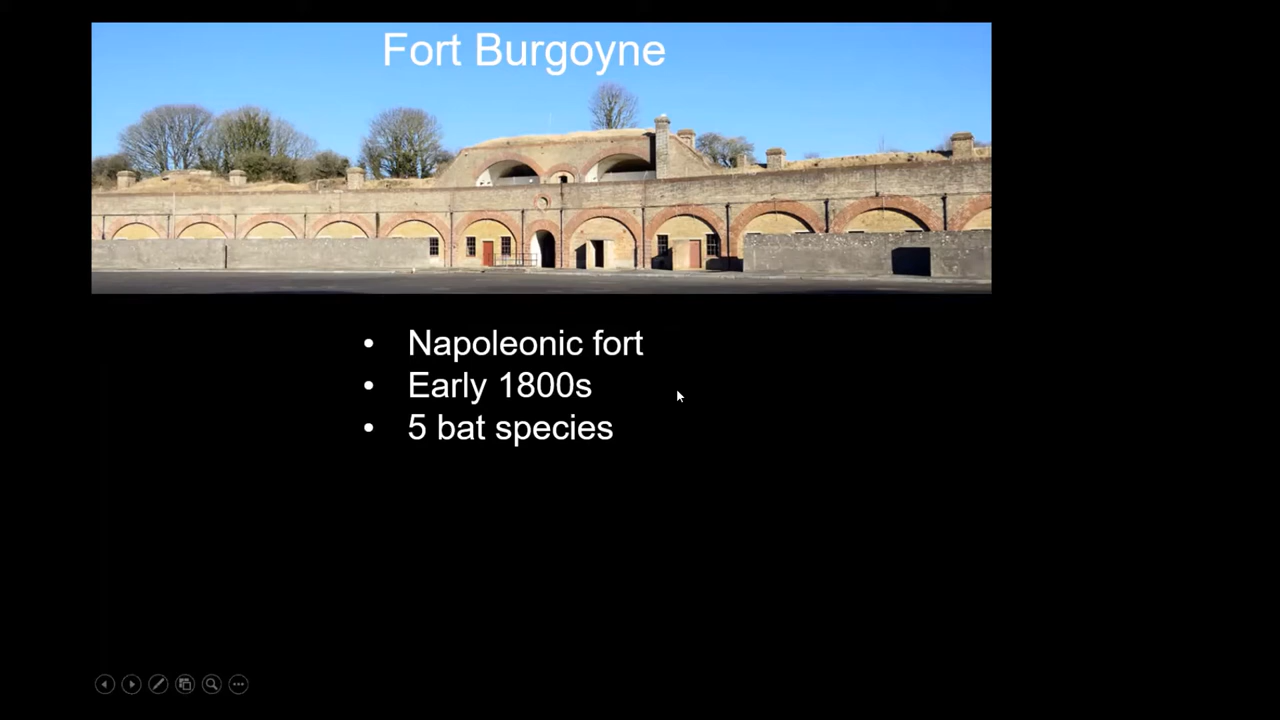 Fort Burgoyne
• Napoleonic fort
• Early 1800s
• 5 bat species